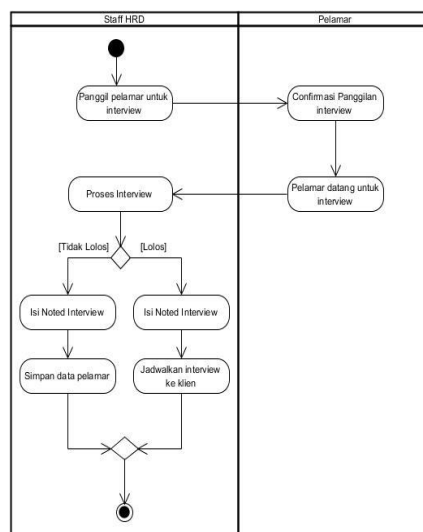 Staff HRD
Pelamar
Panggil pelamar untuk
interview
Confirmasi Panggilan
interview
Pelamar datang untuk
interview
Proses Interview
[Tidak Lolos]
[Lolos]
Isi Noted Interview
Isi Noted Interview
Simpan data pelamar
Jadwalkan interview
ke klien